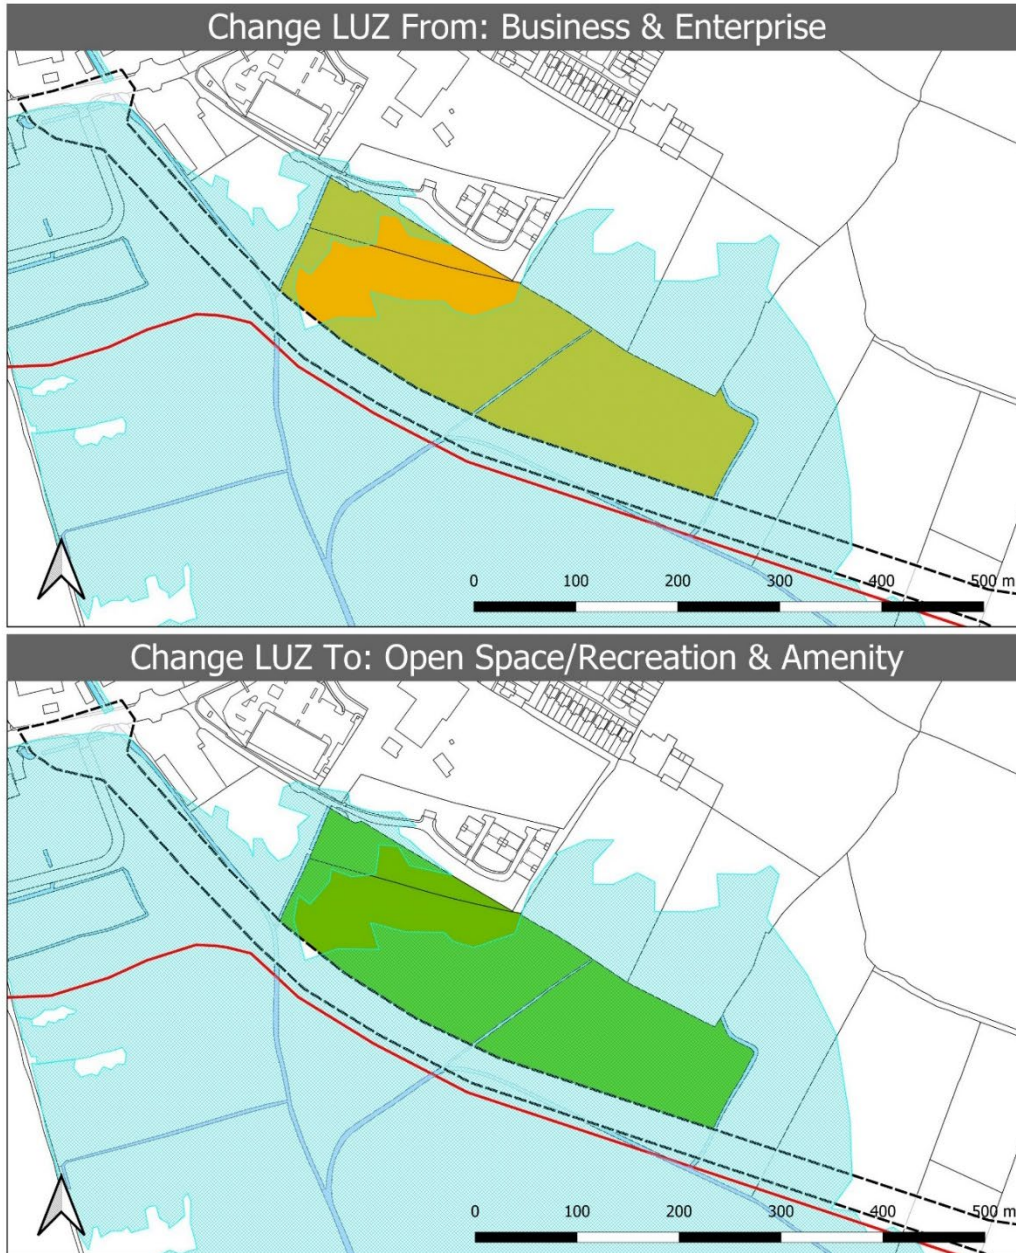 Change LUZ From: Business & Enterprise
0 100 200 300 400 500 m
Change LUZ To: Open Space/Recreation & Amenity
0 100 200 300 400 500 m